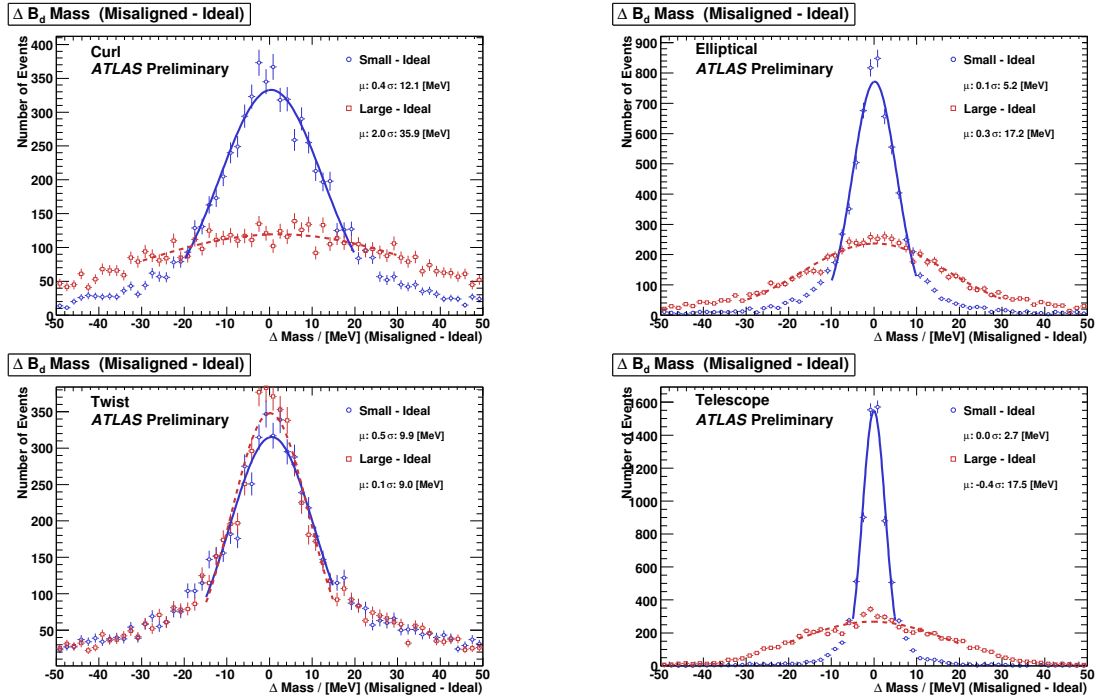 Δ B_d Mass (Misaligned - Ideal)
Number of Events
Curl
ATLAS Preliminary
Small - Ideal
μ: 0.4 σ: 12.1 [MeV]
Large - Ideal
μ: 2.0 σ: 35.9 [MeV]
400
350
300
250
200
150
100
50
0
-50 -40 -30 -20 -10 0 10 20 30 40 50
Δ Mass / [MeV] (Misaligned - Ideal)
Δ B_d Mass (Misaligned - Ideal)
Number of Events
Elliptical
ATLAS Preliminary
Small - Ideal
μ: 0.1 σ: 5.2 [MeV]
Large - Ideal
μ: 0.3 σ: 17.2 [MeV]
900
800
700
600
500
400
300
200
100
0
-50 -40 -30 -20 -10 0 10 20 30 40 50
Δ Mass / [MeV] (Misaligned - Ideal)
Δ B_d Mass (Misaligned - Ideal)
Number of Events
Twist
ATLAS Preliminary
Small - Ideal
μ: 0.5 σ: 9.9 [MeV]
Large - Ideal
μ: 0.1 σ: 9.0 [MeV]
350
300
250
200
150
100
50
-50 -40 -30 -20 -10 0 10 20 30 40 50
Δ Mass / [MeV] (Misaligned - Ideal)
Δ B_d Mass (Misaligned - Ideal)
Number of Events
Telescope
ATLAS Preliminary
Small - Ideal
μ: 0.0 σ: 2.7 [MeV]
Large - Ideal
μ: -0.4 σ: 17.5 [MeV]
1600
1400
1200
1000
800
600
400
200
0
-50 -40 -30 -20 -10 0 10 20 30 40 50
Δ Mass / [MeV] (Misaligned - Ideal)